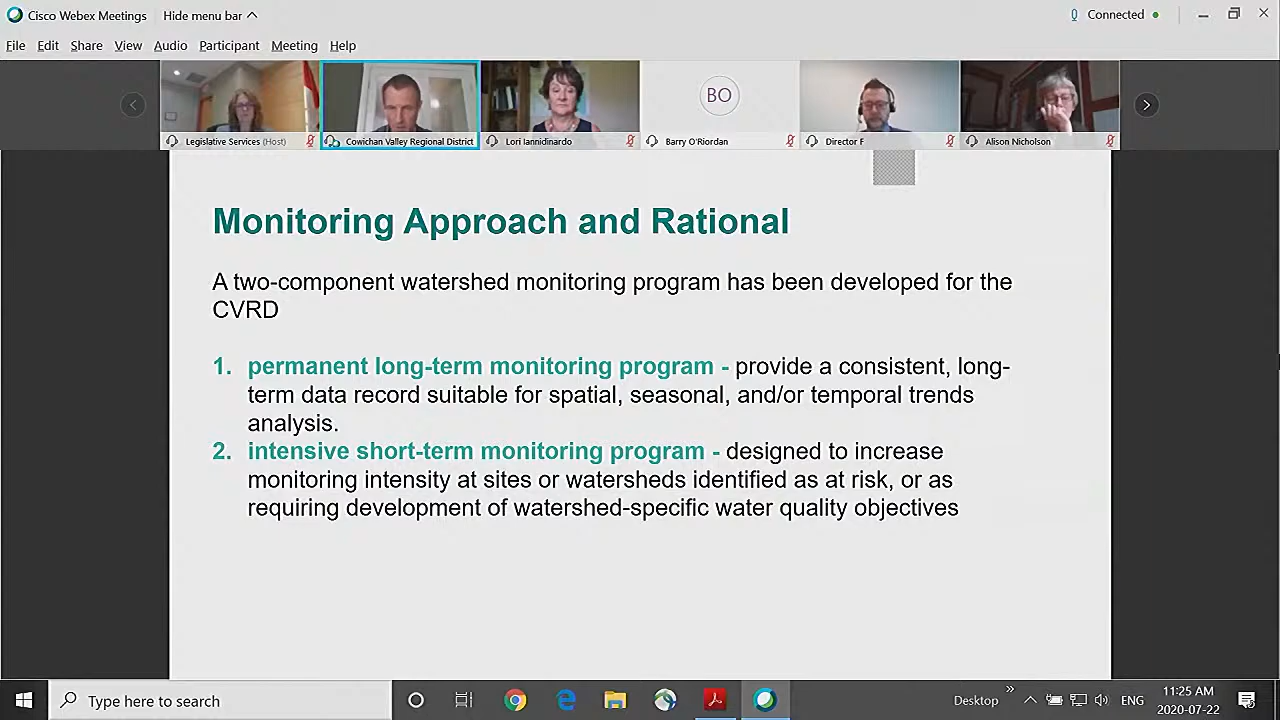 Cisco Webex Meetings
Hide menu bar
Connected
File Edit Share View Audio Participant Meeting Help
BO
Legislative Services (Host)
Cowichan Valley Regional District
Lori Iannidinardo
Barry O'Riordan
Director F
Alison Nicholson
Monitoring Approach and Rational
A two-component watershed monitoring program has been developed for the
CVRD
1. permanent long-term monitoring program - provide a consistent, long-
term data record suitable for spatial, seasonal, and/or temporal trends
analysis.
2. intensive short-term monitoring program - designed to increase
monitoring intensity at sites or watersheds identified as at risk, or as
requiring development of watershed-specific water quality objectives
Type here to search
Desktop
ENG
11:25 AM
2020-07-22